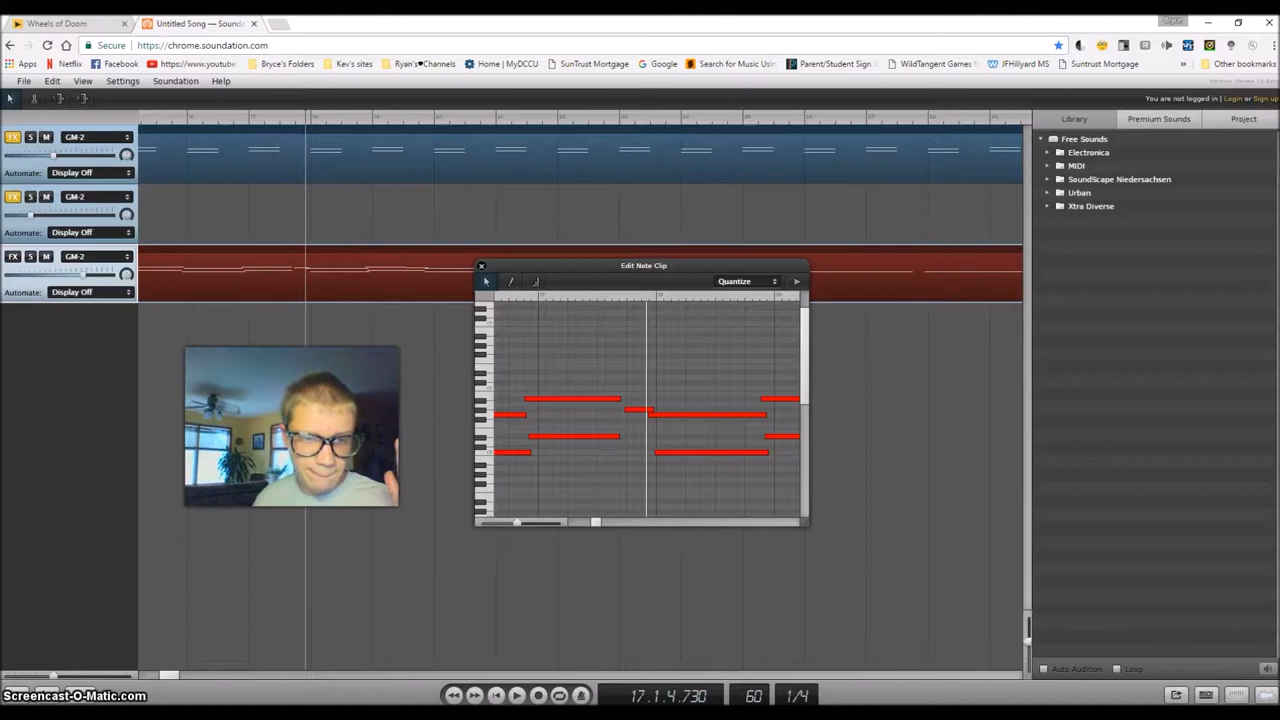 Wheels of Doom
Untitled Song — Sounda
Bryce
Secure
https://chrome.soundation.com
Apps Netflix Facebook https://www.youtube. Bryce's Folders Kev's sites Ryan's♥Channels Home | MyDCCU SunTrust Mortgage Google Search for Music Usin Parent/Student Sign WildTangent Games JFHillyard MS Suntrust Mortgage » Other bookmarks
File Edit View Settings Soundation Help
You are not logged in | Login or Sign up
Library Premium Sounds Project
FX S M GM-2
Automate: Display Off
FX S M GM-2
Automate: Display Off
FX S M GM-2
Automate: Display Off
Free Sounds
Electronica
MIDI
SoundScape Niedersachsen
Urban
Xtra Diverse
Edit Note Clip
Quantize
Auto Audition Loop
Screencast-O-Matic.com
17.1.4.730 60 1/4